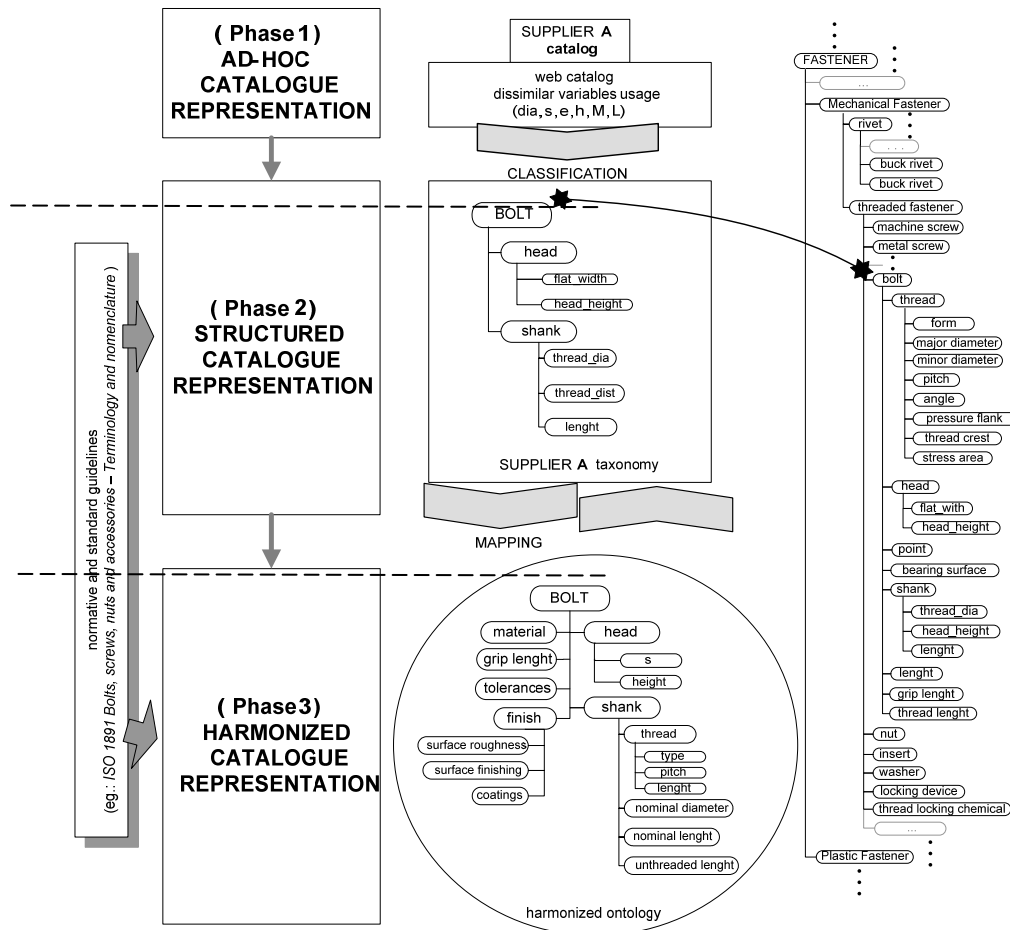 ( Phase 1)
AD-HOC
CATALOGUE
REPRESENTATION
SUPPLIER A
catalog
web catalog
dissimilar variables usage
(dia, s, e, h, M, L)
CLASSIFICATION
( Phase 2)
STRUCTURED
CATALOGUE
REPRESENTATION
BOLT
head
flat_width
head_height
shank
thread_dia
thread_dist
lenght
SUPPLIER A taxonomy
MAPPING
normative and standard guidelines
(eg.: ISO 1891 Bolts, screws, nuts and accessories – Terminology and nomenclature )
( Phase 3)
HARMONIZED
CATALOGUE
REPRESENTATION
BOLT
material
head
grip lenght
s
tolerances
height
finish
shank
surface roughness
thread
surface finishing
type
pitch
coatings
lenght
nominal diameter
nominal lenght
unthreaded lenght
harmonized ontology
FASTENER
...
Mechanical Fastener
rivet
. . .
buck rivet
buck rivet
threaded fastener
machine screw
metal screw
bolt
thread
form
major diameter
minor diameter
pitch
angle
pressure flank
thread crest
stress area
head
flat_with
head_height
point
bearing surface
shank
thread_dia
head_height
lenght
lenght
grip lenght
thread lenght
nut
insert
washer
locking device
thread locking chemical
...
Plastic Fastener